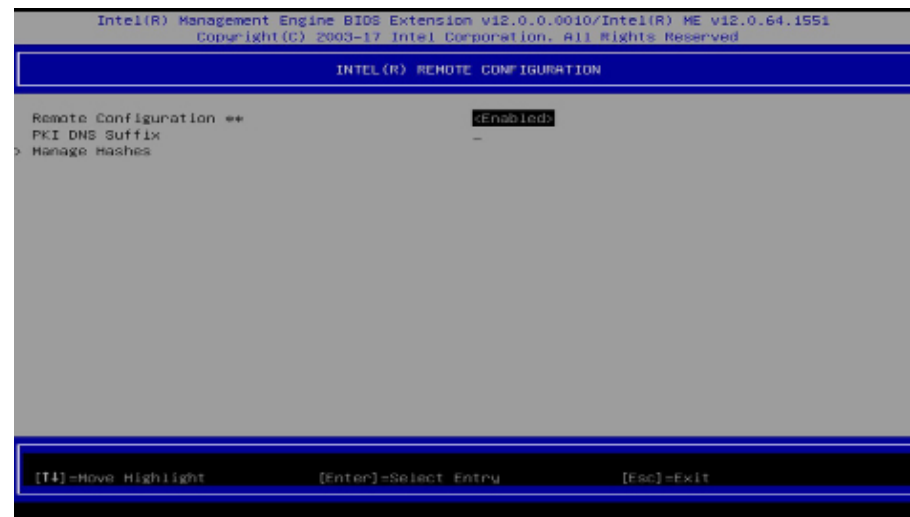 Intel(R) Management Engine BIOS Extension v12.0.0.0010/Intel(R) ME v12.0.64.1551
Copyright(C) 2003-17 Intel Corporation. All Rights Reserved
INTEL(R) REMOTE CONFIGURATION
Remote Configuration ** <Enabled>
PKI DNS Suffix _
> Manage Hashes
[↑↓]=Move Highlight [Enter]=Select Entry [Esc]=Exit